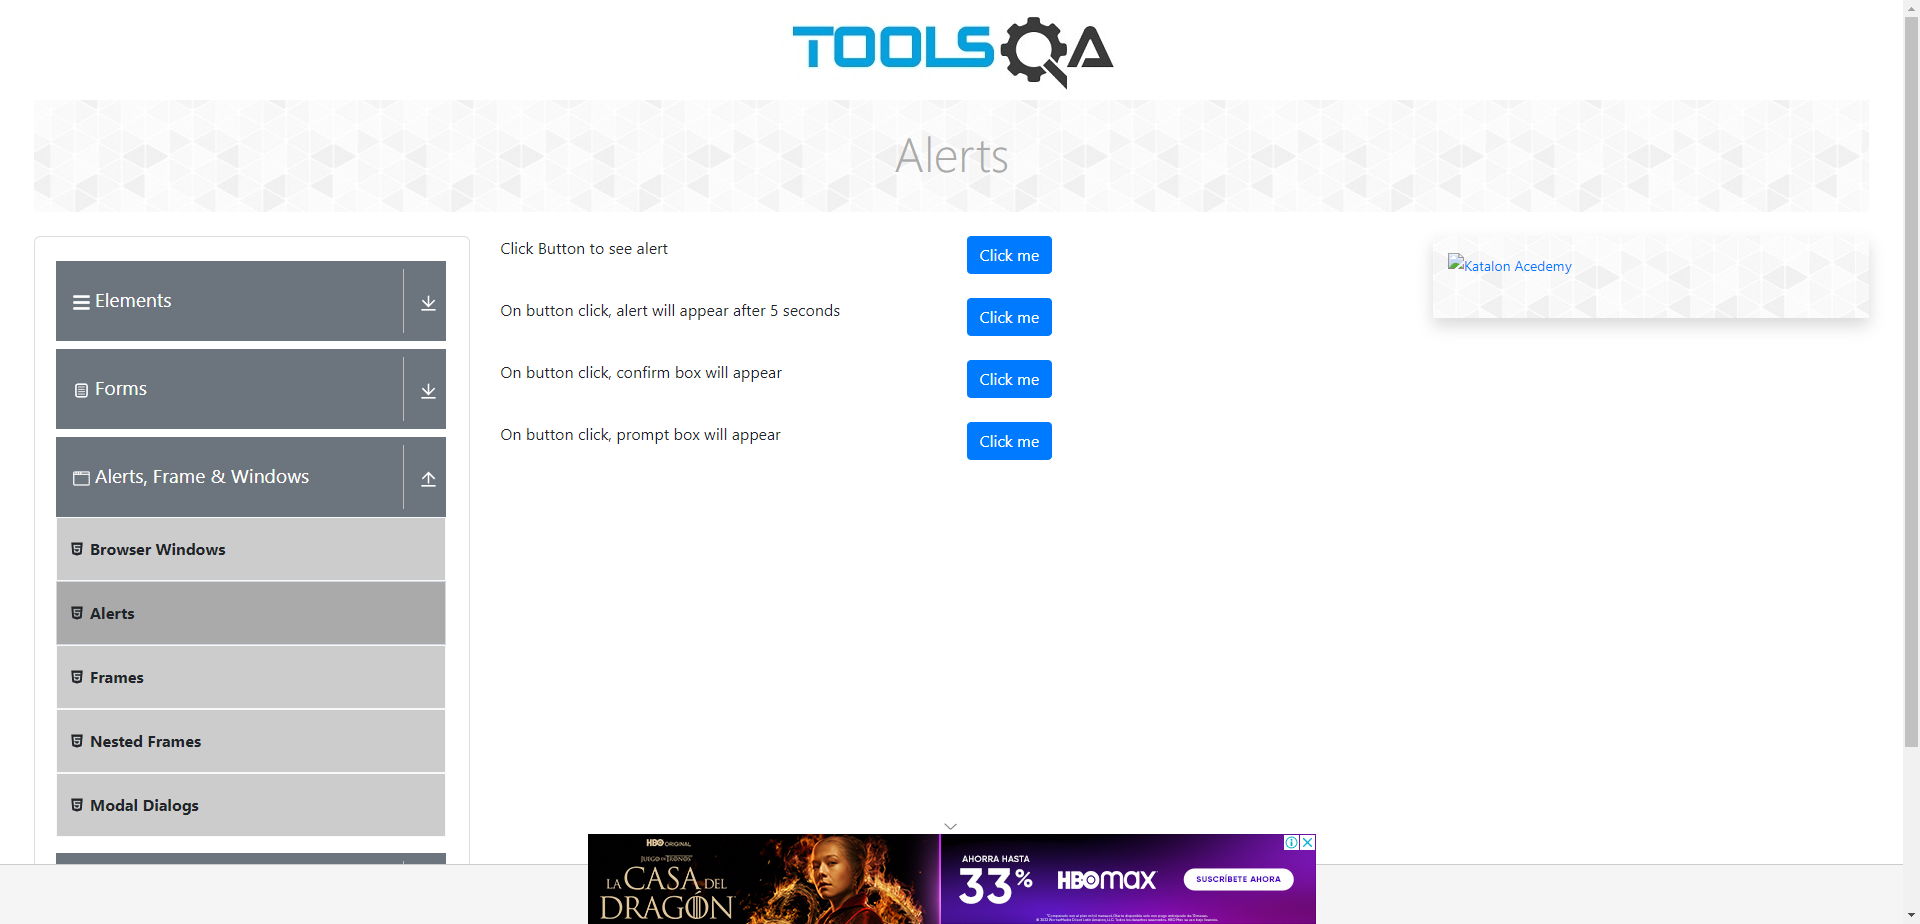 TOOLSQA
Alerts
Elements
Forms
Alerts, Frame & Windows
Browser Windows
Alerts
Frames
Nested Frames
Modal Dialogs
Click Button to see alert
Click me
On button click, alert will appear after 5 seconds
Click me
On button click, confirm box will appear
Click me
On button click, prompt box will appear
Click me
Katalon Acedemy
HBO ORIGINAL
JUEGO DE TRONOS
LA CASA DEL
DRAGÓN
AHORRA HASTA
33%
HBOMAX
SUSCRÍBETE AHORA